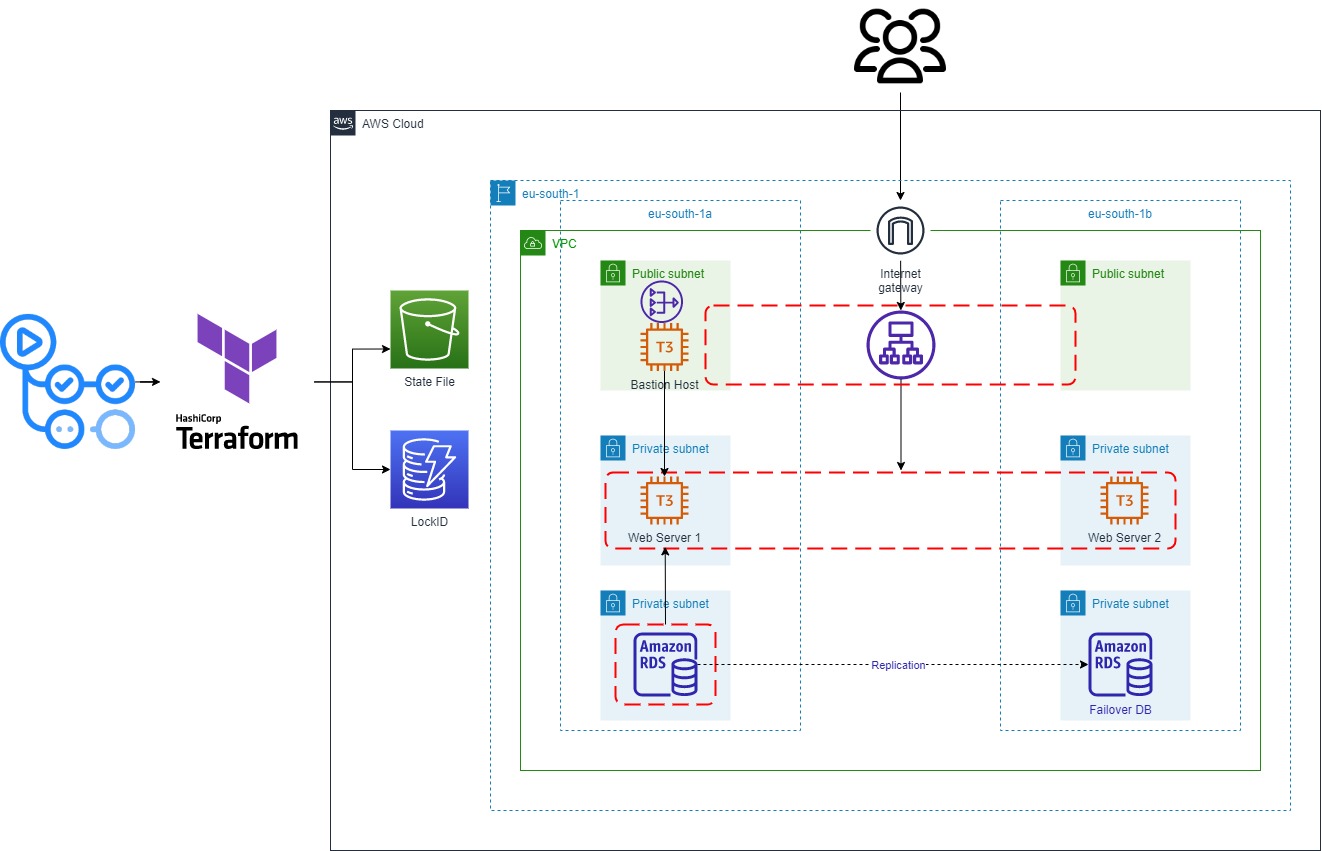 aws
AWS Cloud
eu-south-1
eu-south-1a
eu-south-1b
VPC
Public subnet
Internet
gateway
Public subnet
T3
Bastion Host
State File
HashiCorp
Terraform
LockID
Private subnet
Private subnet
T3
T3
Web Server 1
Web Server 2
Private subnet
Private subnet
Amazon
RDS
Replication
Amazon
RDS
Failover DB